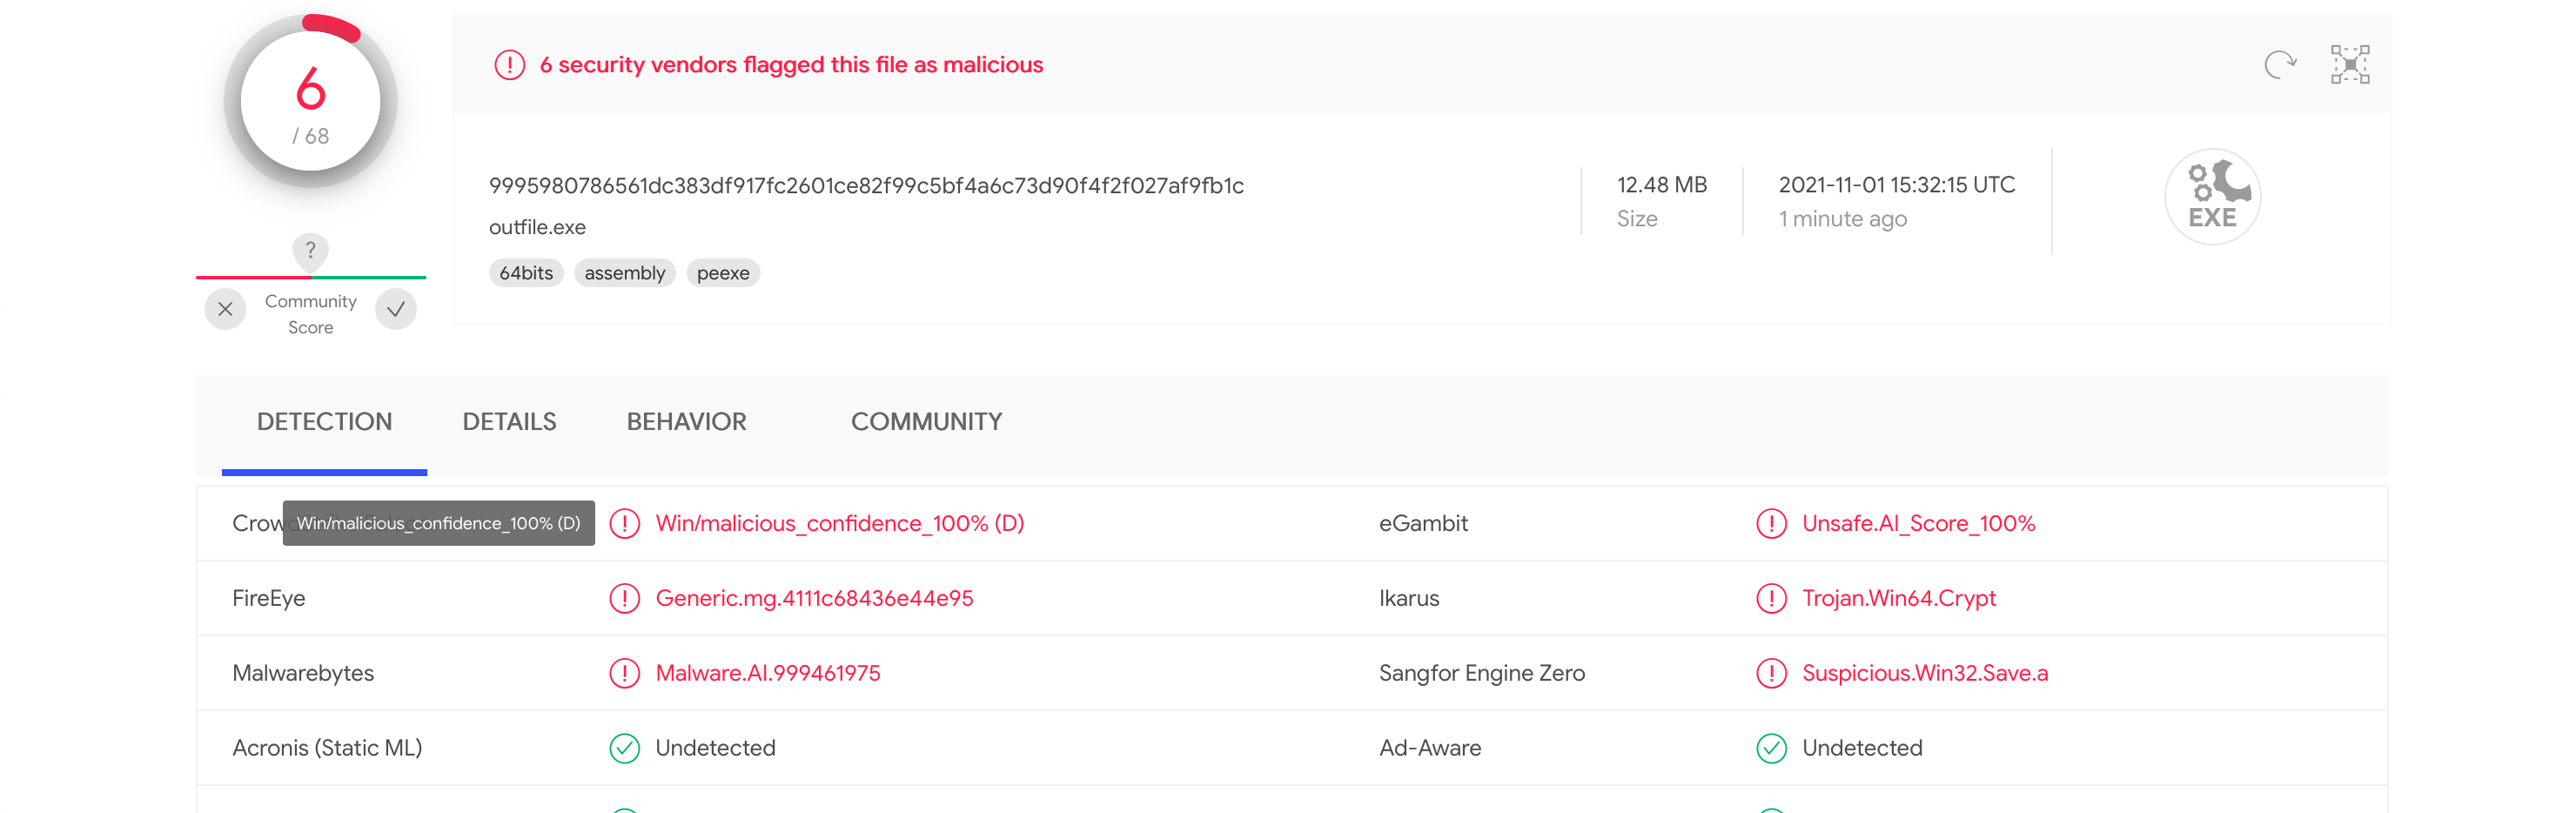 6
/ 68
6 security vendors flagged this file as malicious
9995980786561dc383df917fc2601ce82f99c5bf4a6c73d90f4f2f027af9fb1c
outfile.exe
64bits assembly peexe
12.48 MB
Size
2021-11-01 15:32:15 UTC
1 minute ago
EXE
?
Community
Score
DETECTION DETAILS BEHAVIOR COMMUNITY
Win/malicious_confidence_100% (D) Win/malicious_confidence_100% (D) eGambit Unsafe.AI_Score_100%
FireEye Generic.mg.4111c68436e44e95 Ikarus Trojan.Win64.Crypt
Malwarebytes Malware.AI.999461975 Sangfor Engine Zero Suspicious.Win32.Save.a
Acronis (Static ML) Undetected Ad-Aware Undetected